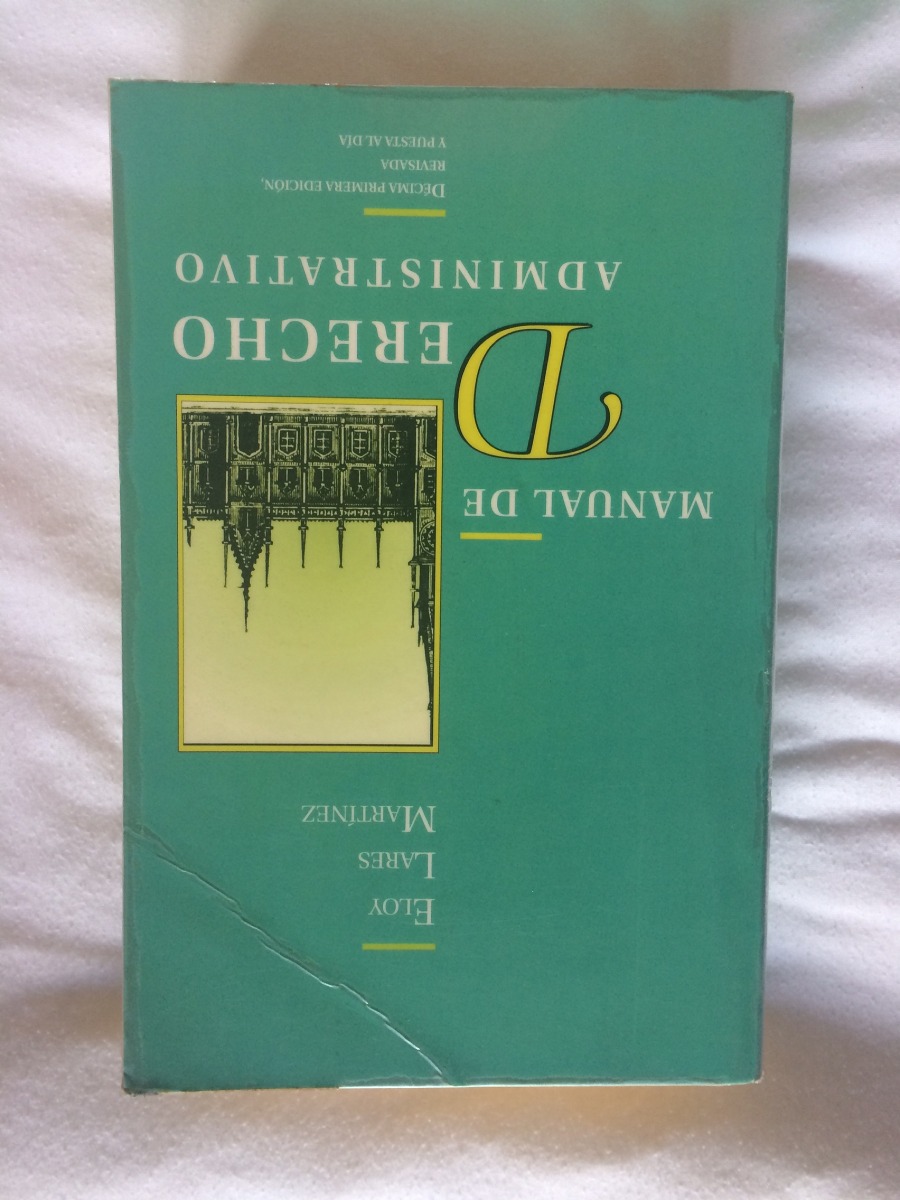 ELOY
LARES
MARTÍNEZ
MANUAL DE
DERECHO
ADMINISTRATIVO
DÉCIMA PRIMERA EDICIÓN,
REVISADA
Y PUESTA AL DÍA